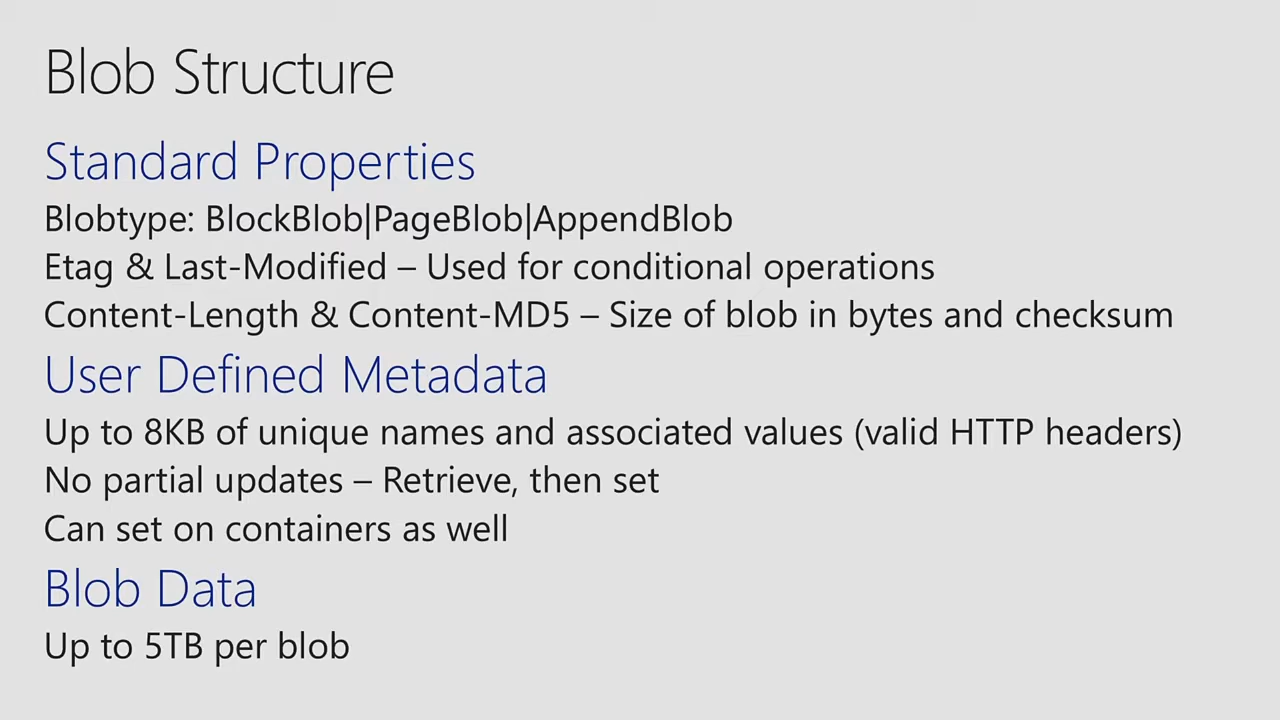 Blob Structure
Standard Properties
Blobtype: BlockBlob|PageBlob|AppendBlob
Etag & Last-Modified – Used for conditional operations
Content-Length & Content-MD5 – Size of blob in bytes and checksum
User Defined Metadata
Up to 8KB of unique names and associated values (valid HTTP headers)
No partial updates – Retrieve, then set
Can set on containers as well
Blob Data
Up to 5TB per blob